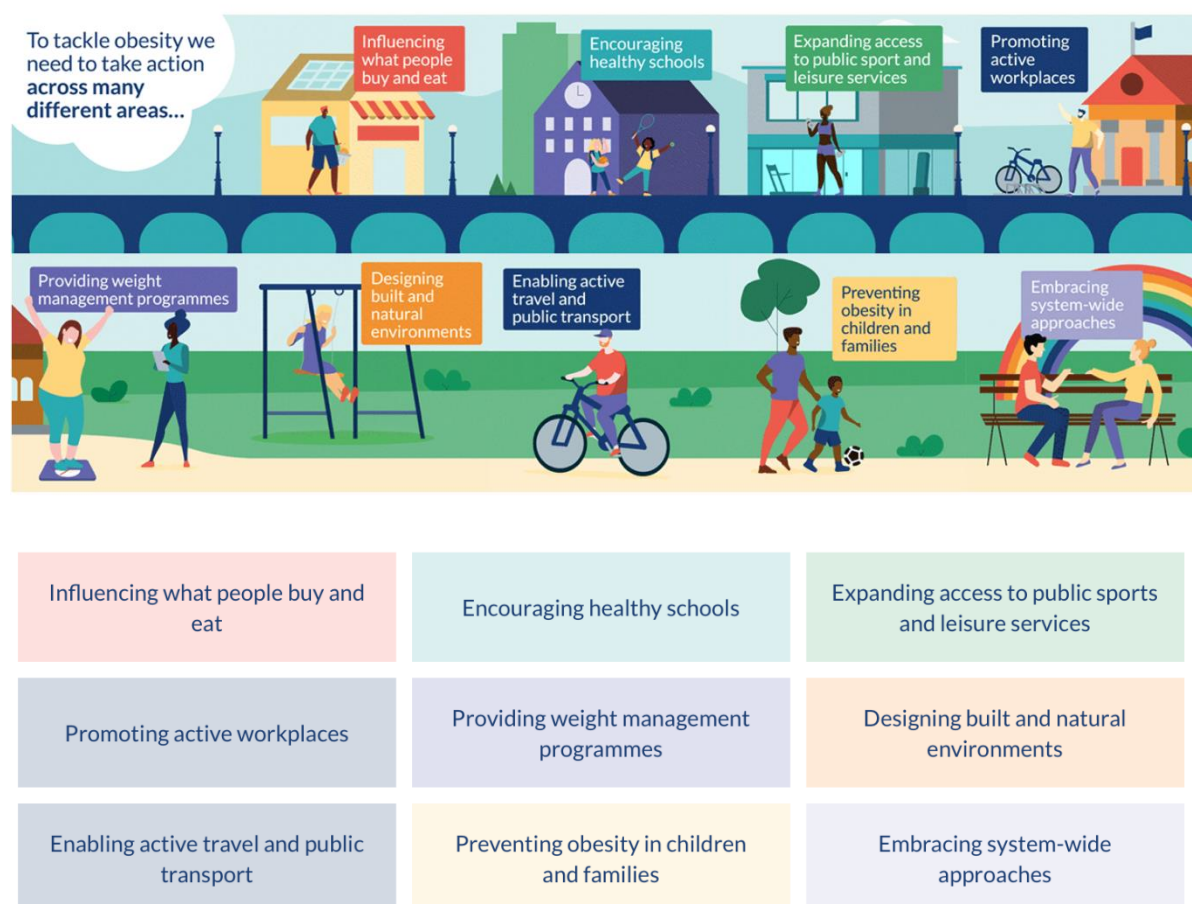 To tackle obesity we
need to take action
across many
different areas...
Influencing
what people
buy and eat
Encouraging
healthy schools
Expanding access
to public sport and
leisure services
Promoting
active
workplaces
Providing weight
management programmes
Designing
built and
natural
environments
Enabling active
travel and
public transport
Preventing
obesity in
children and
families
Embracing
system-wide
approaches
Influencing what people buy and
eat
Encouraging healthy schools
Expanding access to public sports
and leisure services
Promoting active workplaces
Providing weight management
programmes
Designing built and natural
environments
Enabling active travel and public
transport
Preventing obesity in children
and families
Embracing system-wide
approaches